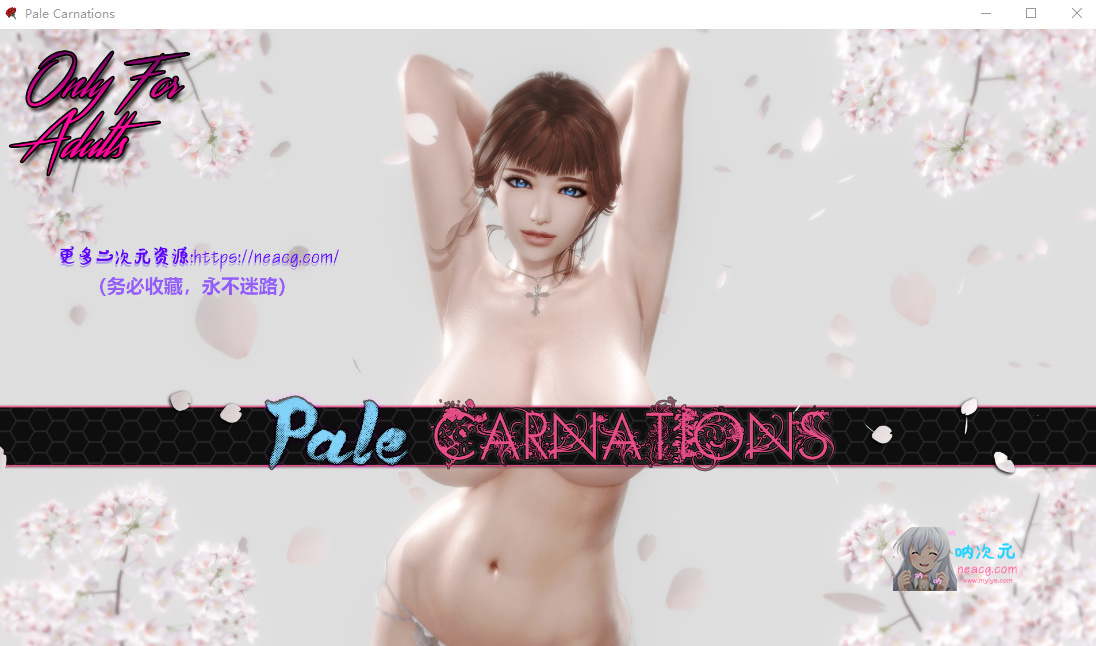 Pale Carnations
Only For
Adults
更多二次元资源:https://neacg.com/
（务必收藏，永不迷路）
Pale CARNATIONS
呐次元
neacg.com
www.myiye.com